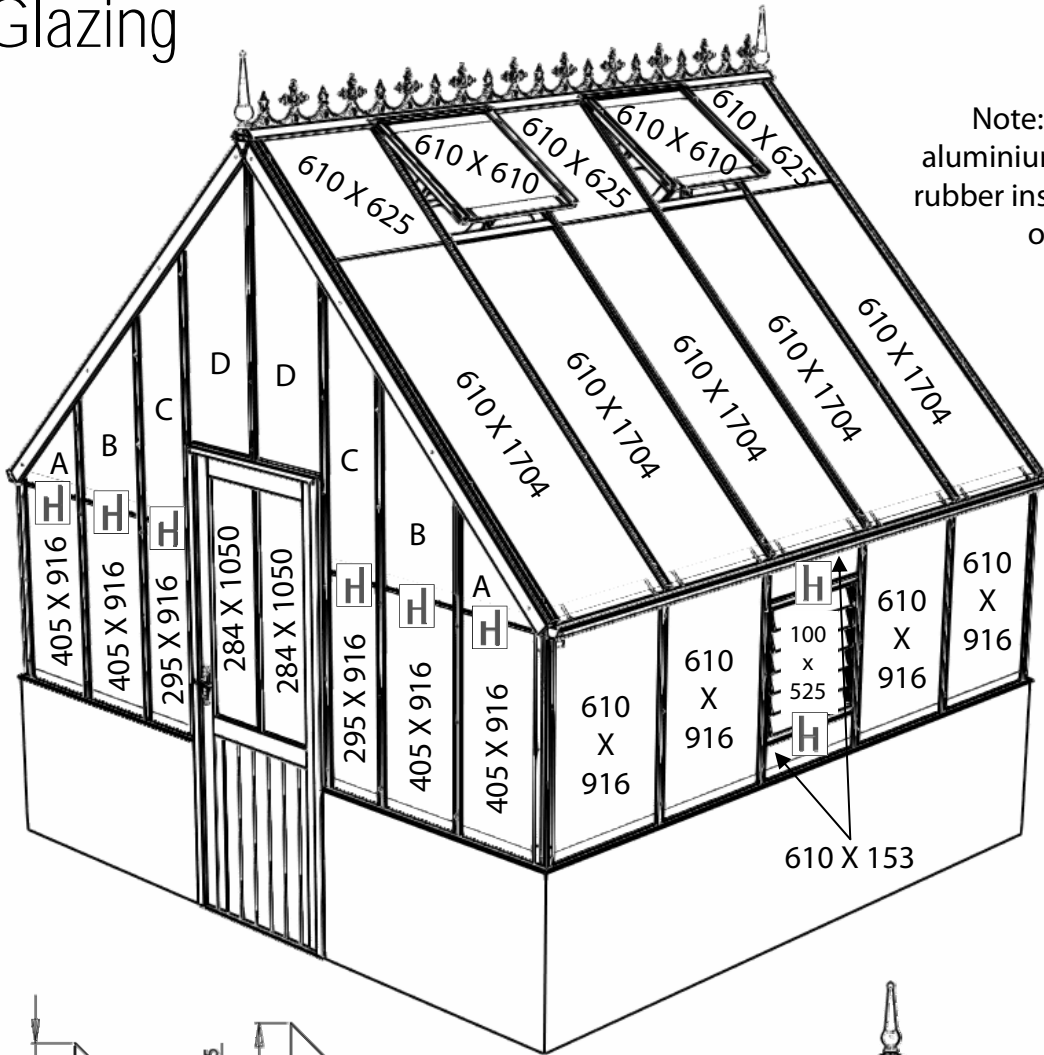 Glazing
Note:
aluminium
rubber ins
o
610 X 625
610 X 610
610 X 625
610 X 610
610 X 625
610 X 1704
610 X 1704
610 X 1704
610 X 1704
610 X 1704
D
D
C
B
A
C
B
A
H
H
H
H
H
H
h
h
405 X 916
405 X 916
295 X 916
284 X 1050
284 X 1050
295 X 916
405 X 916
405 X 916
610
X
916
610
X
916
100
x
525
610
X
916
610
X
916
610 X 153